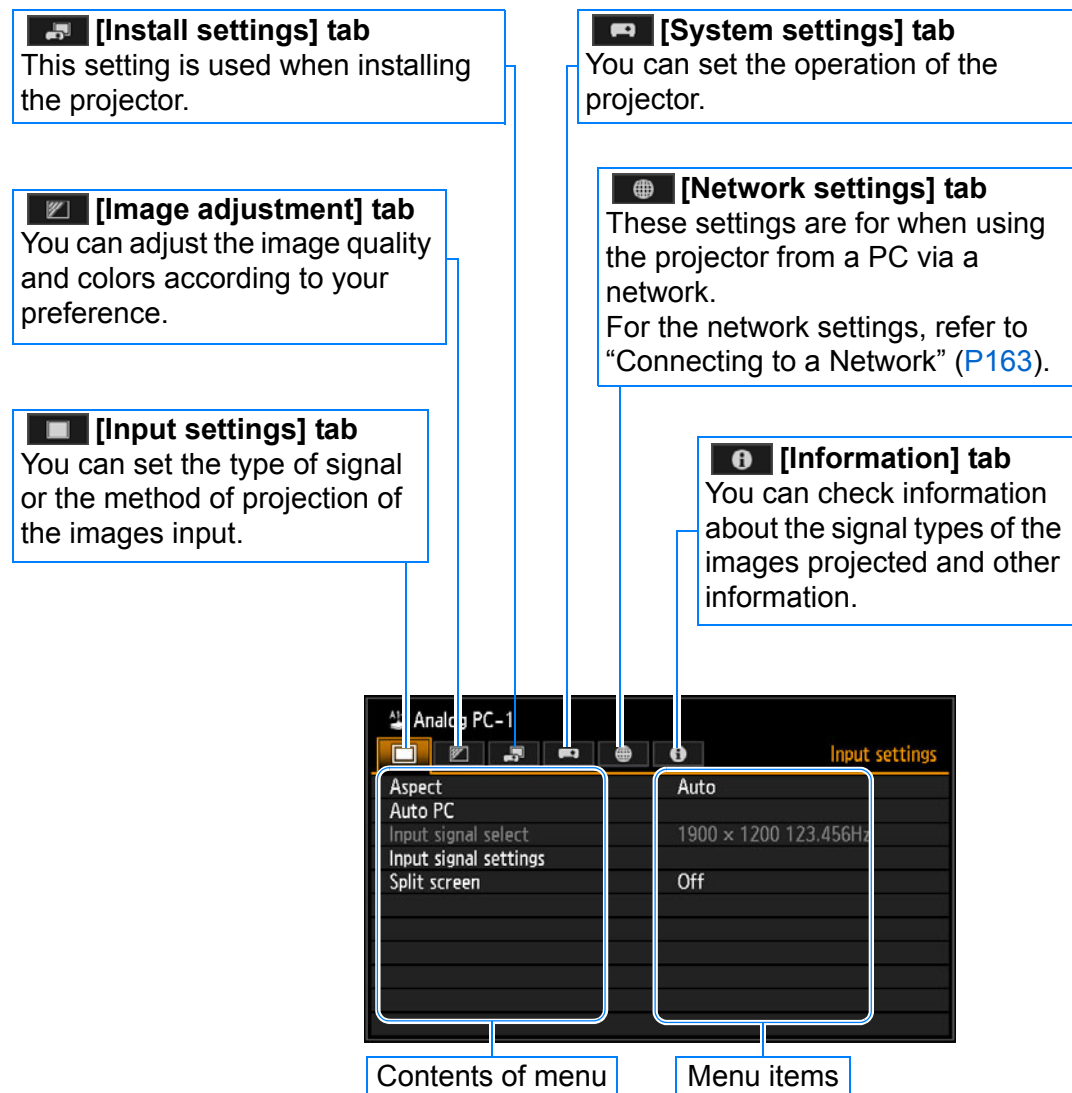 [Install settings] tab
This setting is used when installing
the projector.
[System settings] tab
You can set the operation of the
projector.
[Image adjustment] tab
You can adjust the image quality
and colors according to your
preference.
[Network settings] tab
These settings are for when using
the projector from a PC via a
network.
For the network settings, refer to
“Connecting to a Network” (P163).
[Input settings] tab
You can set the type of signal
or the method of projection of
the images input.
[Information] tab
You can check information
about the signal types of the
images projected and other
information.
Analog PC-1
Input settings
Aspect Auto
Auto PC
Input signal select 1900 × 1200 123.456Hz
Input signal settings
Split screen Off
Contents of menu
Menu items